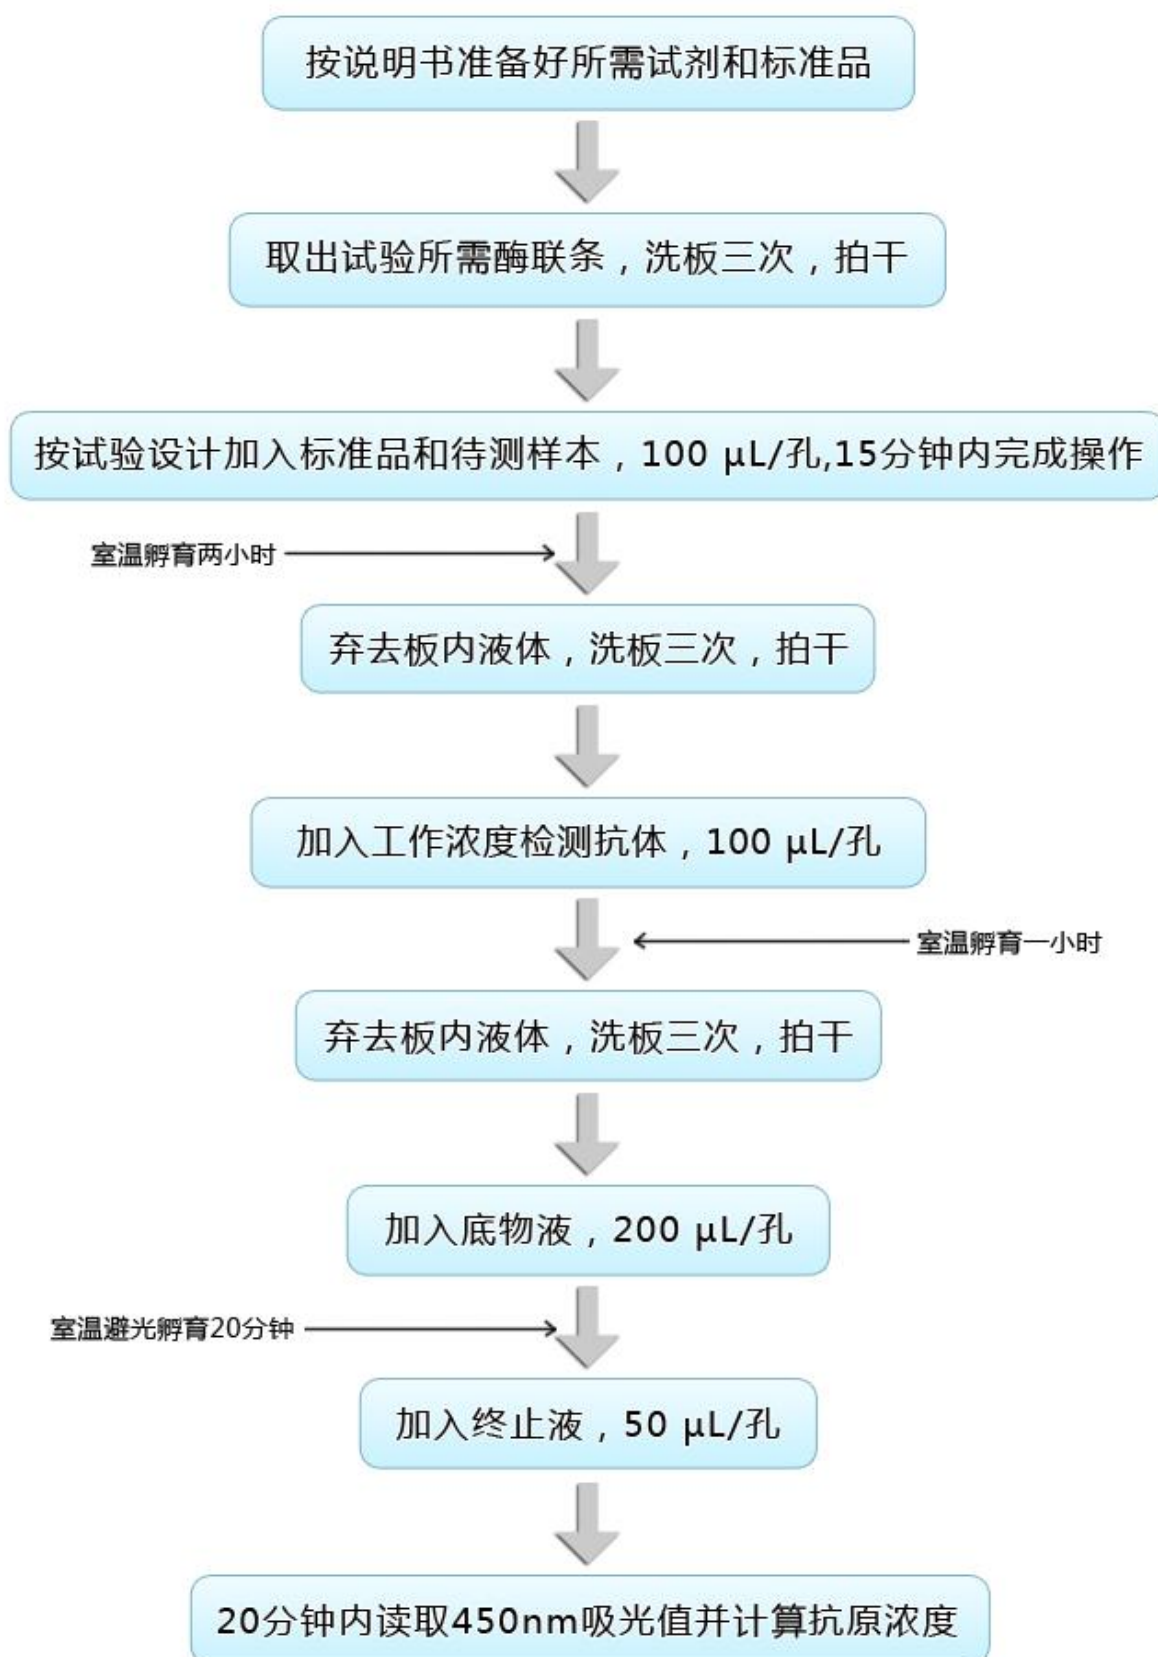 按说明书准备好所需试剂和标准品
取出试验所需酶联条，洗板三次，拍干
按试验设计加入标准品和待测样本，100 μL/孔,15分钟内完成操作
室温孵育两小时
弃去板内液体，洗板三次，拍干
加入工作浓度检测抗体，100 μL/孔
室温孵育一小时
弃去板内液体，洗板三次，拍干
加入底物液，200 μL/孔
室温避光孵育20分钟
加入终止液，50 μL/孔
20分钟内读取450nm吸光值并计算抗原浓度